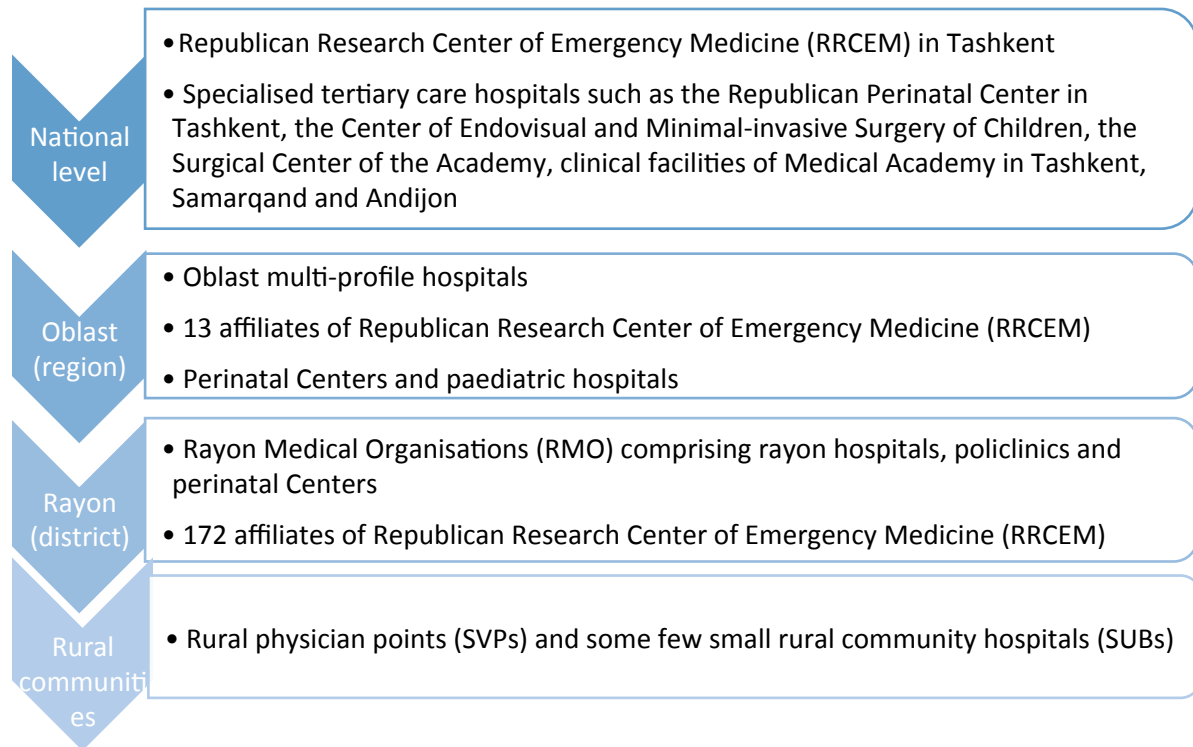 National
level
•Republican Research Center of Emergency Medicine (RRCEM) in Tashkent
• Specialised tertiary care hospitals such as the Republican Perinatal Center in
Tashkent, the Center of Endovisual and Minimal-invasive Surgery of Children, the
Surgical Center of the Academy, clinical facilities of Medical Academy in Tashkent,
Samarqand and Andijon
Oblast
(region)
• Oblast multi-profile hospitals
• 13 affiliates of Republican Research Center of Emergency Medicine (RRCEM)
• Perinatal Centers and paediatric hospitals
Rayon
(district)
• Rayon Medical Organisations (RMO) comprising rayon hospitals, policlinics and
perinatal Centers
• 172 affiliates of Republican Research Center of Emergency Medicine (RRCEM)
Rural
communiti
es
• Rural physician points (SVPs) and some few small rural community hospitals (SUBs)